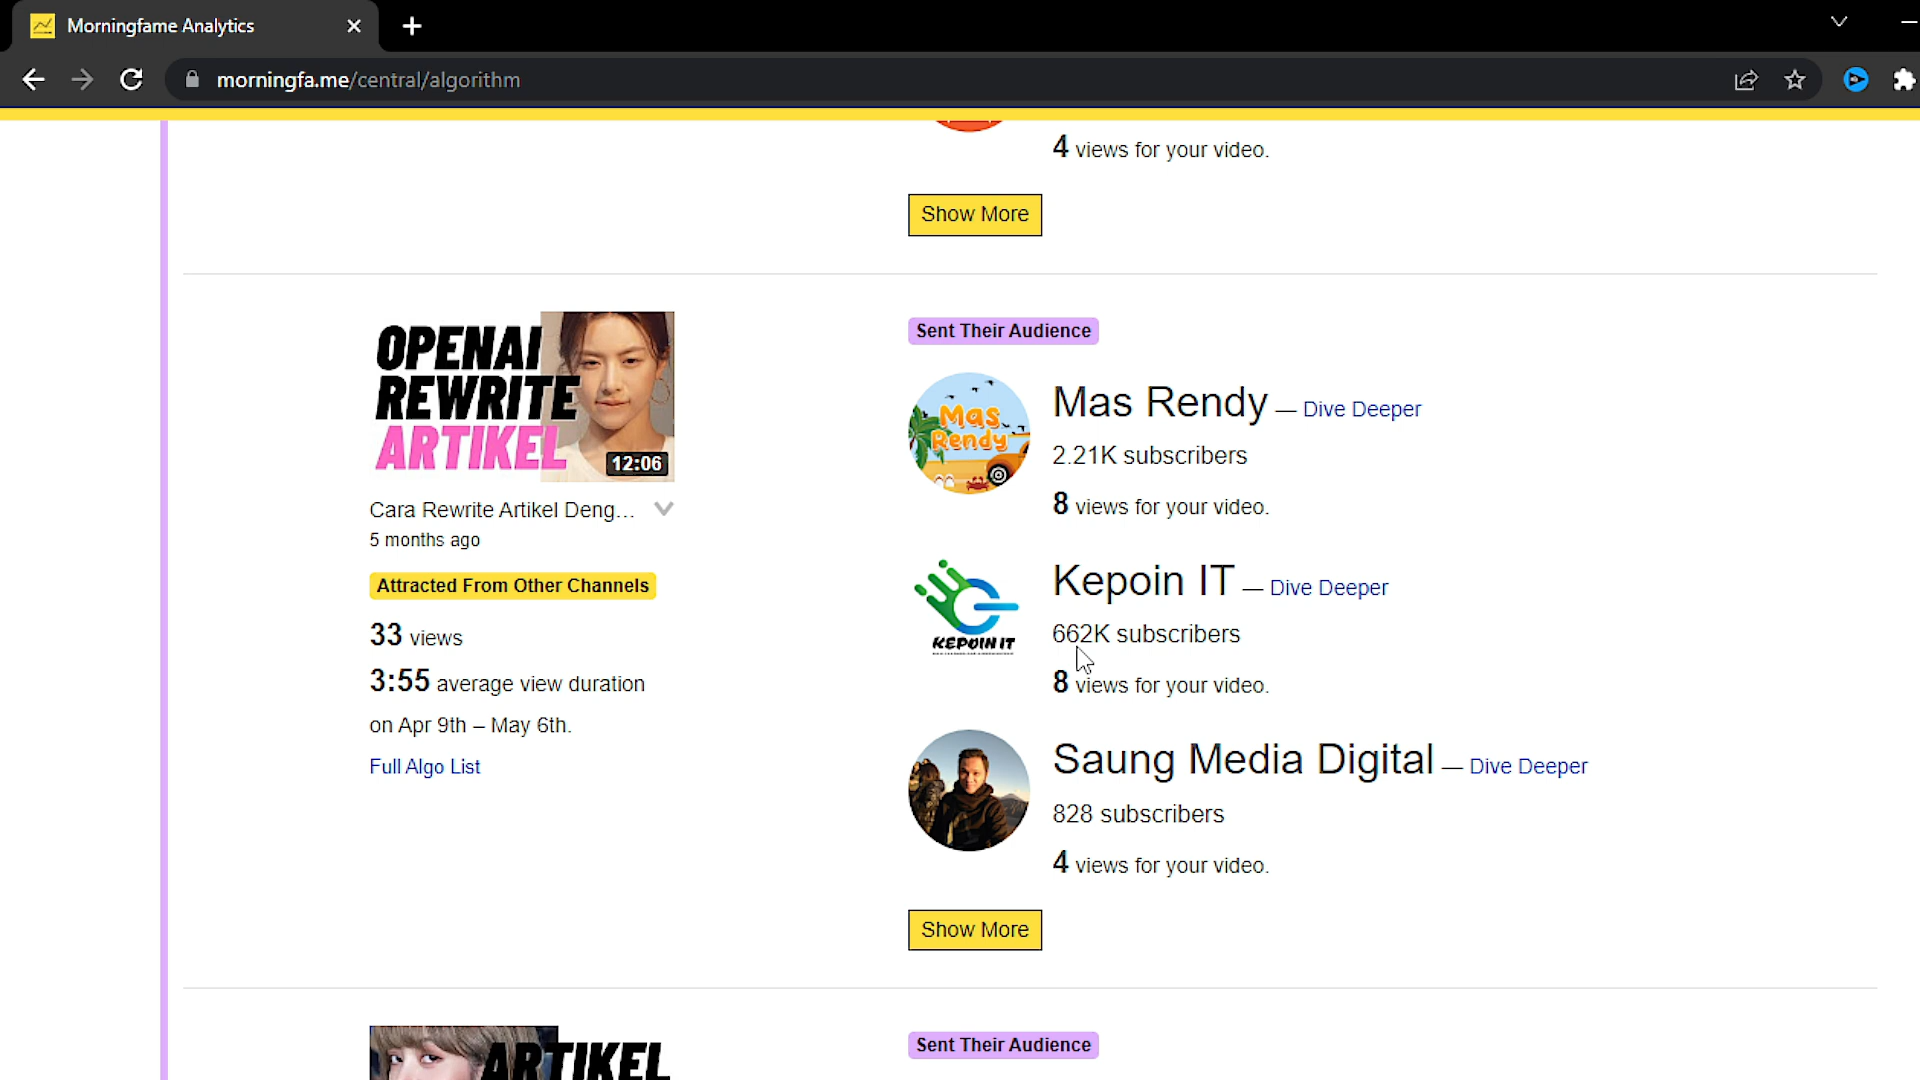 Morningfame Analytics
morningfa.me/central/algorithm
4 views for your video.
Show More
OPENAI
REWRITE
ARTIKEL
12:06
Cara Rewrite Artikel Deng...
5 months ago
Attracted From Other Channels
33 views
3:55 average view duration
on Apr 9th – May 6th.
Full Algo List
Sent Their Audience
Mas
Rendy
Mas Rendy — Dive Deeper
2.21K subscribers
8 views for your video.
KEPOIN IT
Kepoin IT — Dive Deeper
662K subscribers
8 views for your video.
Saung Media Digital — Dive Deeper
828 subscribers
4 views for your video.
Show More
ARTIKEL
Sent Their Audience